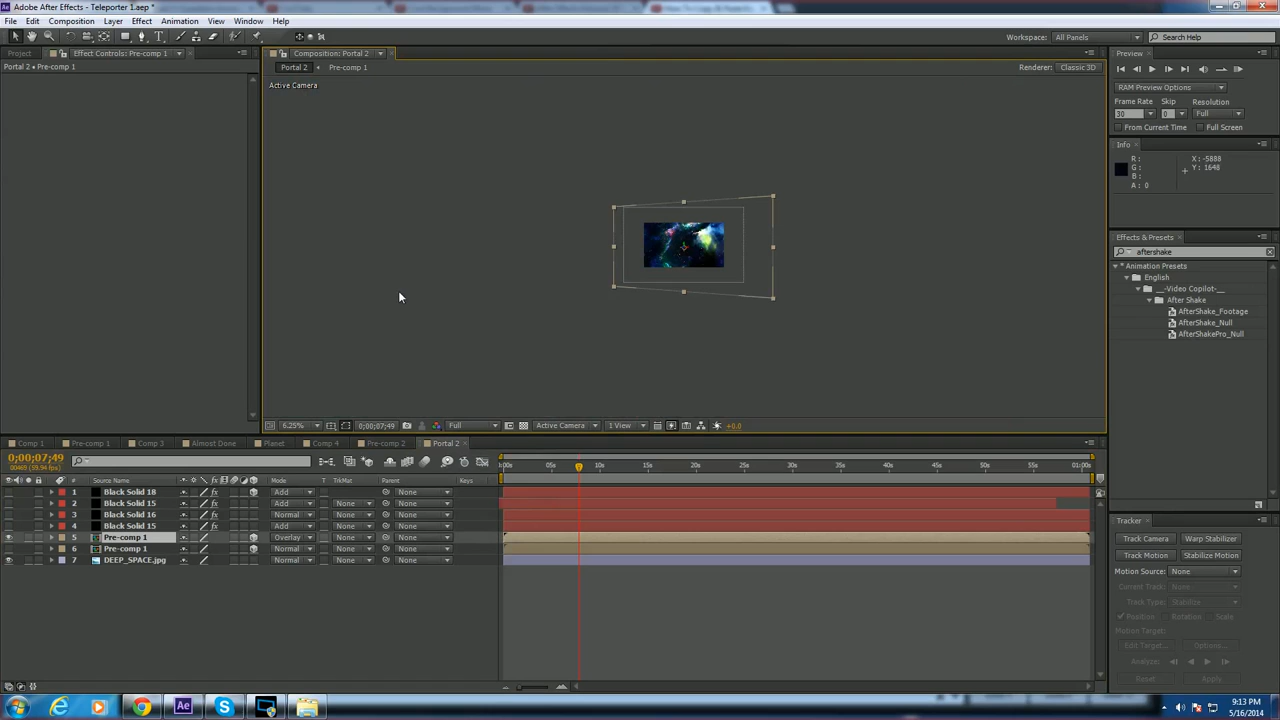 Adobe After Effects - Teleporter 1.aep *
File Edit Composition Layer Effect Animation View Window Help
Workspace: All Panels Search Help
Project Effect Controls: Pre-comp 1 Composition: Portal 2 Preview
Portal 2 • Pre-comp 1 Portal 2 Pre-comp 1 Renderer: Classic 3D
Active Camera
RAM Preview Options
Frame Rate Skip Resolution
30 0 Full
From Current Time Full Screen
Info
R: X: -5888
G: Y: 1648
B:
A: 0
Effects & Presets
aftershake
* Animation Presets
English
__-Video Copilot-__
After Shake
AfterShake_Footage
AfterShake_Null
AfterShakePro_Null
6.25% 0;00;07;49 Full Active Camera 1 View +0.0
Comp 1 Pre-comp 1 Comp 3 Almost Done Planet Comp 4 Pre-comp 2 Portal 2
0;00;07;49
00469 (59.94 fps)
:00s 05s 10s 15s 20s 25s 30s 35s 40s 45s 50s 55s 01:00s
# Source Name Mode T TrkMat Parent Keys
1 Black Solid 18 Add None
2 Black Solid 15 Add None None
3 Black Solid 16 Normal None None
4 Black Solid 15 Add None None
5 Pre-comp 1 Overlay None None
6 Pre-comp 1 Normal None None
7 DEEP_SPACE.jpg Normal None None
Tracker
Track Camera Warp Stabilizer
Track Motion Stabilize Motion
Motion Source: None
Current Track: None
Track Type: Stabilize
Position Rotation Scale
Motion Target:
Edit Target... Options...
Analyze:
Reset Apply
9:13 PM
5/16/2014